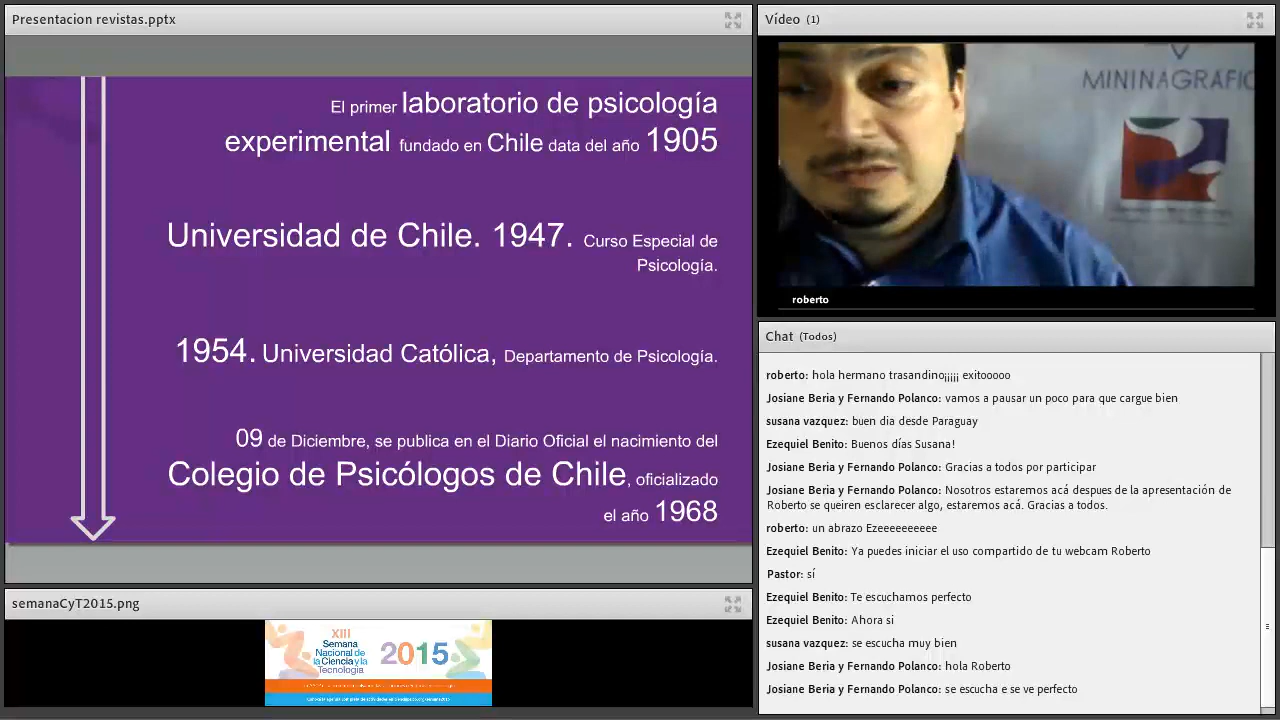 Presentacion revistas.pptx
El primer laboratorio de psicología
experimental fundado en Chile data del año 1905
Universidad de Chile. 1947. Curso Especial de
Psicología.
1954. Universidad Católica, Departamento de Psicología.
09 de Diciembre, se publica en el Diario Oficial el nacimiento del
Colegio de Psicólogos de Chile, oficializado
el año 1968
semanaCyT2015.png
XIII
Semana
Nacional de
la Ciencia y la
Tecnología
2015
Vídeo (1)
MININAGRAFIC
roberto
Chat (Todos)
roberto: hola hermano trasandino¡¡¡¡¡ exitooooo
Josiane Beria y Fernando Polanco: vamos a pausar un poco para que cargue bien
susana vazquez: buen dia desde Paraguay
Ezequiel Benito: Buenos días Susana!
Josiane Beria y Fernando Polanco: Gracias a todos por participar
Josiane Beria y Fernando Polanco: Nosotros estaremos acá despues de la apresentación de
Roberto se queiren esclarecer algo, estaremos acá. Gracias a todos.
roberto: un abrazo Ezeeeeeeeeee
Ezequiel Benito: Ya puedes iniciar el uso compartido de tu webcam Roberto
Pastor: sí
Ezequiel Benito: Te escuchamos perfecto
Ezequiel Benito: Ahora si
susana vazquez: se escucha muy bien
Josiane Beria y Fernando Polanco: hola Roberto
Josiane Beria y Fernando Polanco: se escucha e se ve perfecto